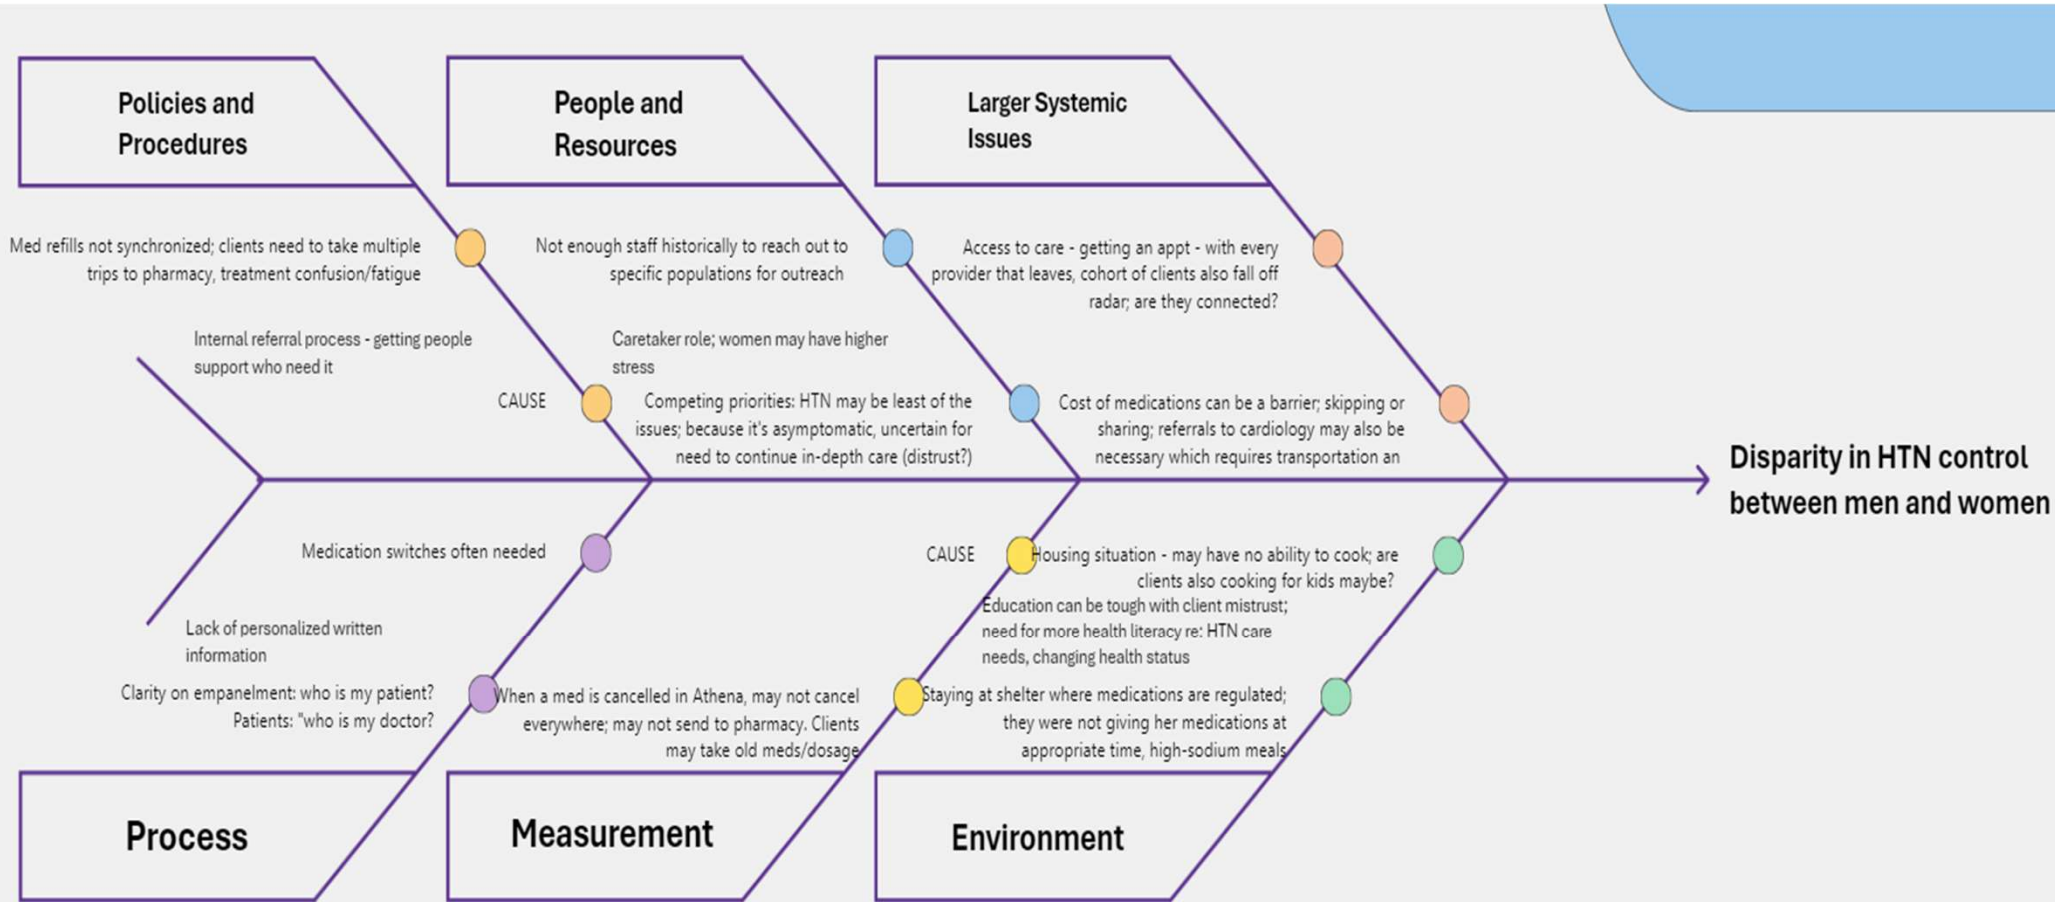 Policies and
Procedures
People and
Resources
Larger Systemic
Issues
Med refills not synchronized; clients need to take multiple
trips to pharmacy, treatment confusion/fatigue
Not enough staff historically to reach out to
specific populations for outreach
Access to care - getting an appt - with every
provider that leaves, cohort of clients also fall off
radar; are they connected?
Internal referral process - getting people
support who need it
Caretaker role; women may have higher
stress
CAUSE
Competing priorities: HTN may be least of the
issues; because it's asymptomatic, uncertain for
need to continue in-depth care (distrust?)
Cost of medications can be a barrier; skipping or
sharing; referrals to cardiology may also be
necessary which requires transportation an
Disparity in HTN control
between men and women
Medication switches often needed
CAUSE
Housing situation - may have no ability to cook; are
clients also cooking for kids maybe?
Education can be tough with client mistrust;
need for more health literacy re: HTN care
needs, changing health status
Lack of personalized written
information
Clarity on empanelment: who is my patient?
Patients: "who is my doctor?
When a med is cancelled in Athena, may not cancel
everywhere; may not send to pharmacy. Clients
may take old meds/dosage
Staying at shelter where medications are regulated;
they were not giving her medications at
appropriate time, high-sodium meals
Process
Measurement
Environment